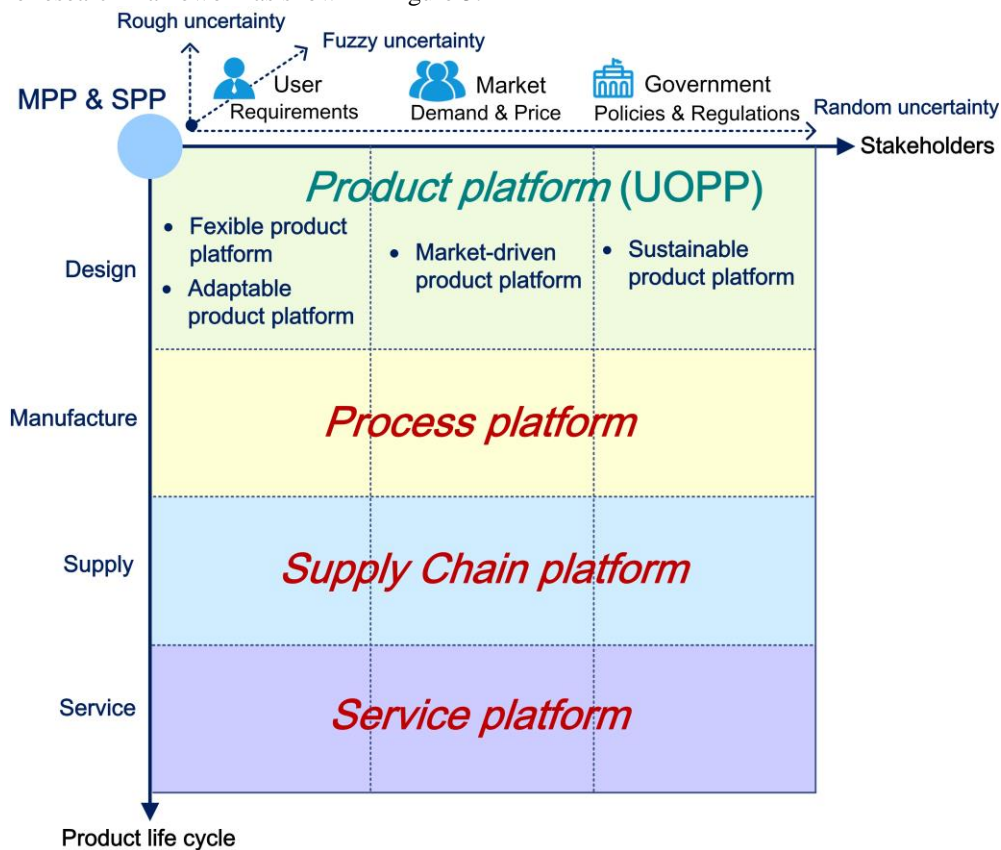 Rough uncertainty
Fuzzy uncertainty
MPP & SPP
User
Requirements
Market
Demand & Price
Government
Policies & Regulations
Random uncertainty
Stakeholders
Product platform (UOPP)
Design
• Fexible product
platform
• Adaptable
product platform
• Market-driven
product platform
• Sustainable
product platform
Manufacture
Process platform
Supply
Supply Chain platform
Service
Service platform
Product life cycle